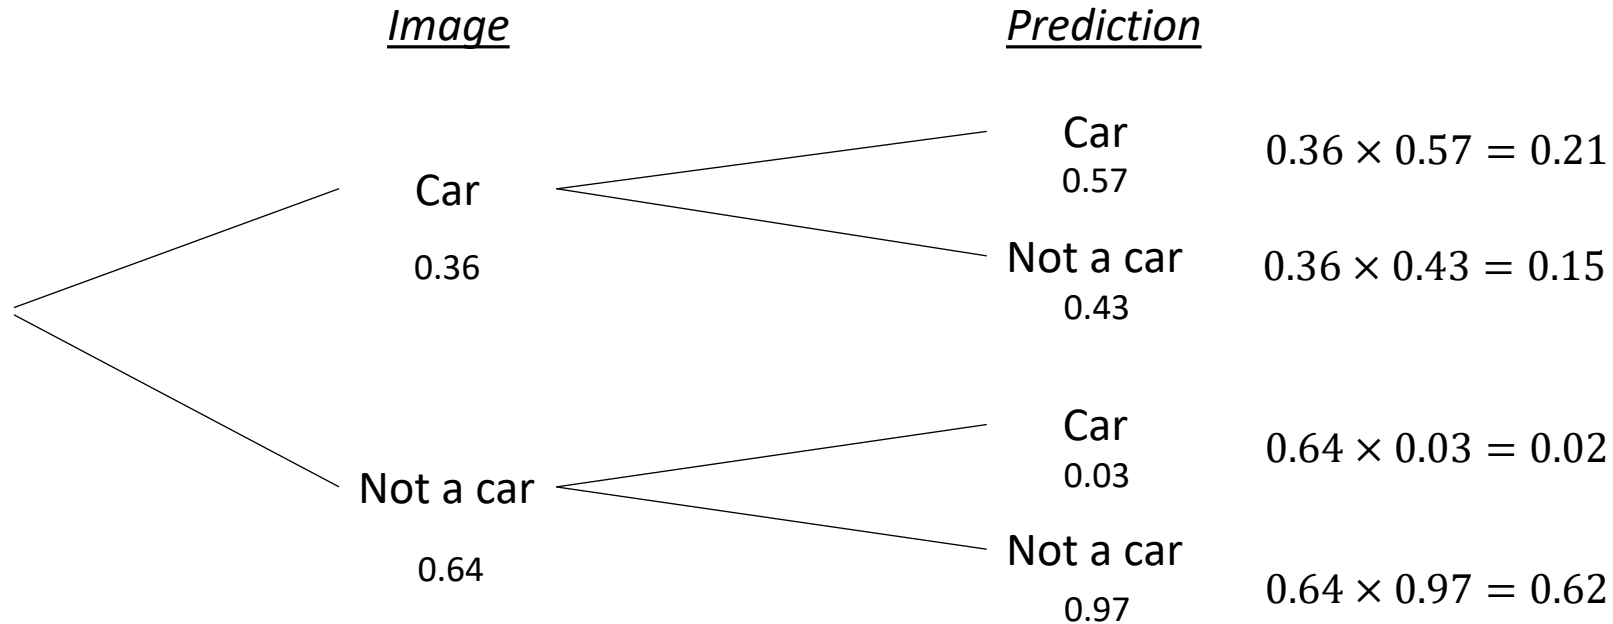 Image Prediction
Car
0.57
0.36 × 0.57 = 0.21
Car
0.36
Not a car
0.43
0.36 × 0.43 = 0.15
Car
0.03
0.64 × 0.03 = 0.02
Not a car
0.64
Not a car
0.97
0.64 × 0.97 = 0.62